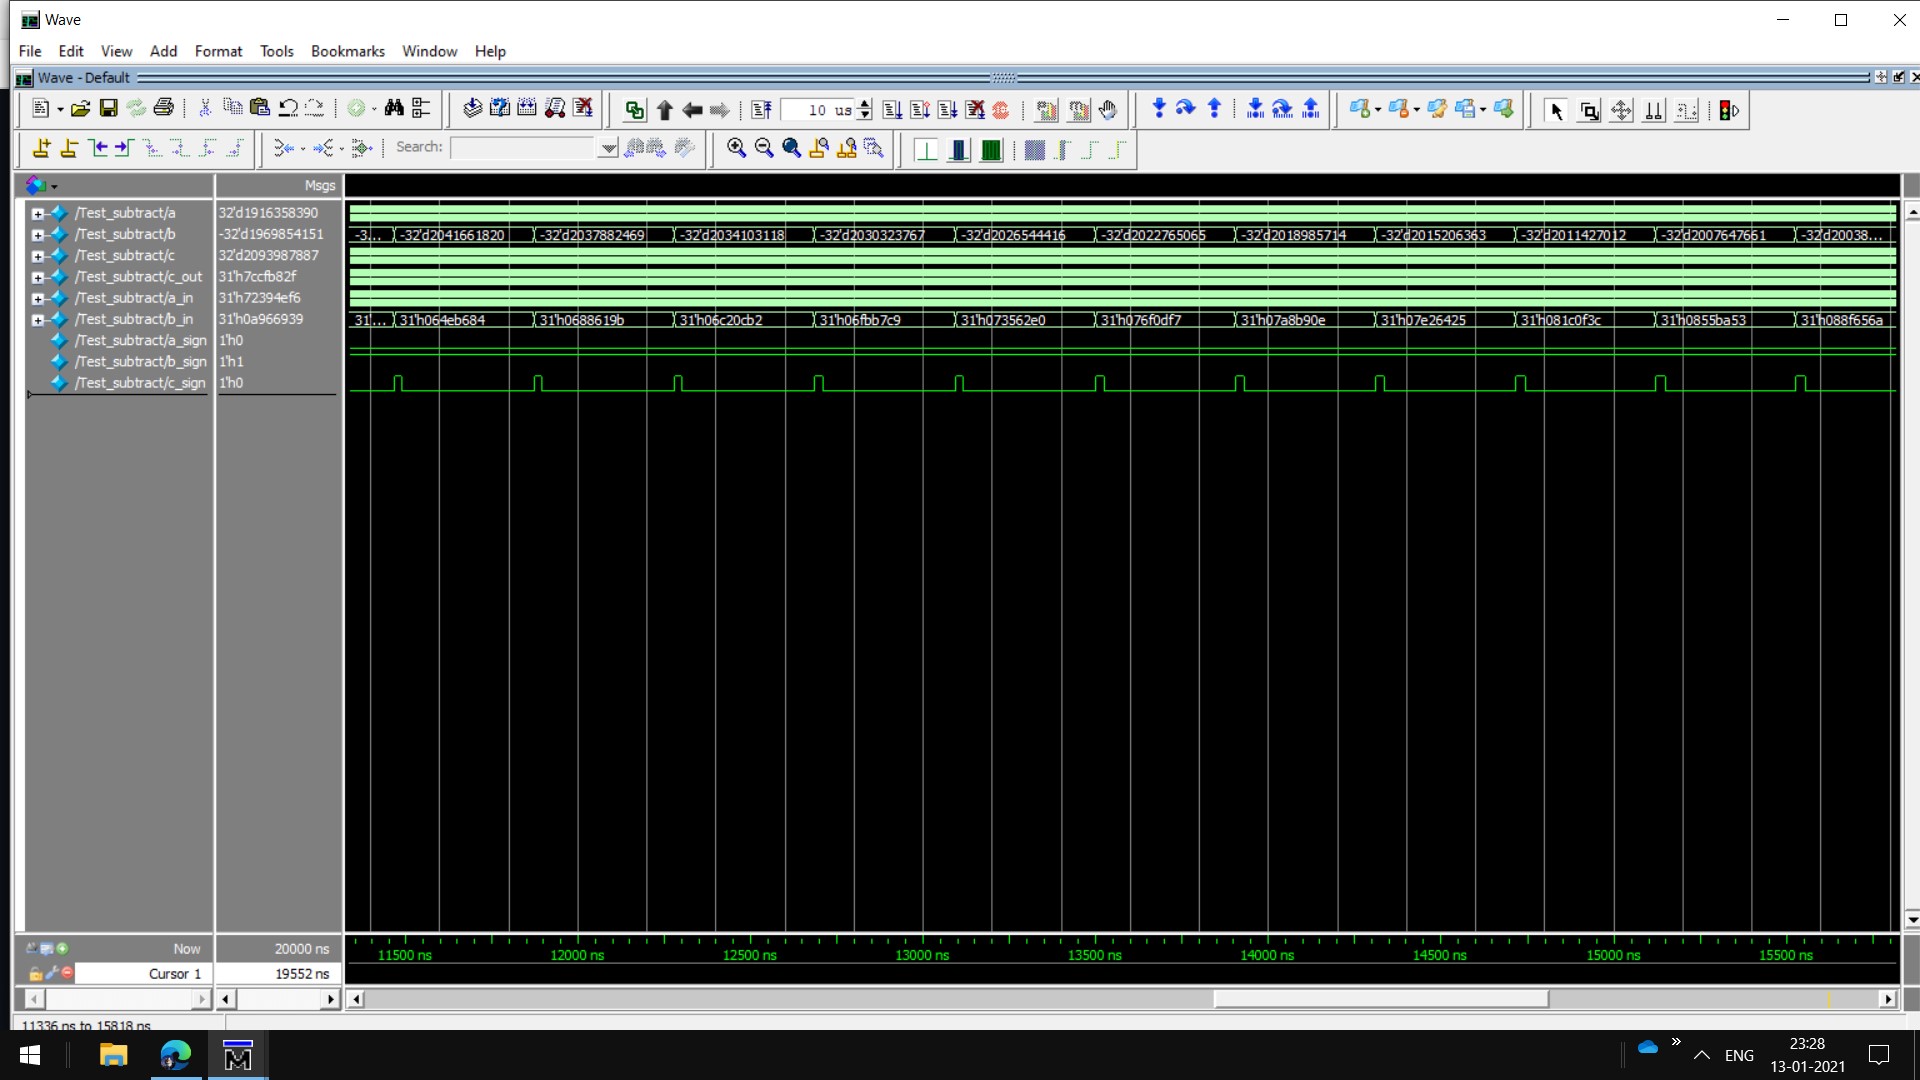 Wave
File Edit View Add Format Tools Bookmarks Window Help
Wave - Default
10 us
Search:
Msgs
/Test_subtract/a 32'd1916358390
/Test_subtract/b -32'd1969854151 -3... -32'd2041661820 -32'd2037882469 -32'd2034103118 -32'd2030323767 -32'd2026544416 -32'd2022765065 -32'd2018985714 -32'd2015206363 -32'd2011427012 -32'd2007647661 -32'd20038...
/Test_subtract/c 32'd2093987887
/Test_subtract/c_out 31'h7ccfb82f
/Test_subtract/a_in 31'h72394ef6
/Test_subtract/b_in 31'h0a966939 31'... 31'h064eb684 31'h0688619b 31'h06c20cb2 31'h06fbb7c9 31'h073562e0 31'h076f0df7 31'h07a8b90e 31'h07e26425 31'h081c0f3c 31'h0855ba53 31'h088f656a
/Test_subtract/a_sign 1'h0
/Test_subtract/b_sign 1'h1
/Test_subtract/c_sign 1'h0
Now 20000 ns
11500 ns 12000 ns 12500 ns 13000 ns 13500 ns 14000 ns 14500 ns 15000 ns 15500 ns
Cursor 1 19552 ns
11336 ns to 15818 ns
ENG
23:28
13-01-2021